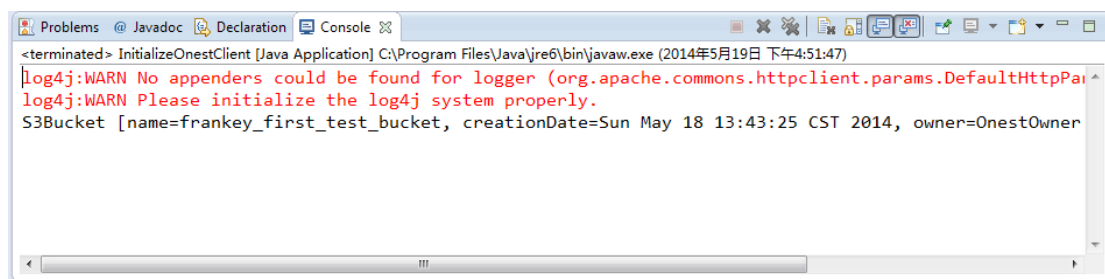 Problems @ Javadoc Declaration Console
<terminated> InitializeOnestClient [Java Application] C:\Program Files\Java\jre6\bin\javaw.exe (2014年5月19日 下午4:51:47)
log4j:WARN No appenders could be found for logger (org.apache.commons.httpclient.params.DefaultHttpPar
log4j:WARN Please initialize the log4j system properly.
S3Bucket [name=frankey_first_test_bucket, creationDate=Sun May 18 13:43:25 CST 2014, owner=OnestOwner